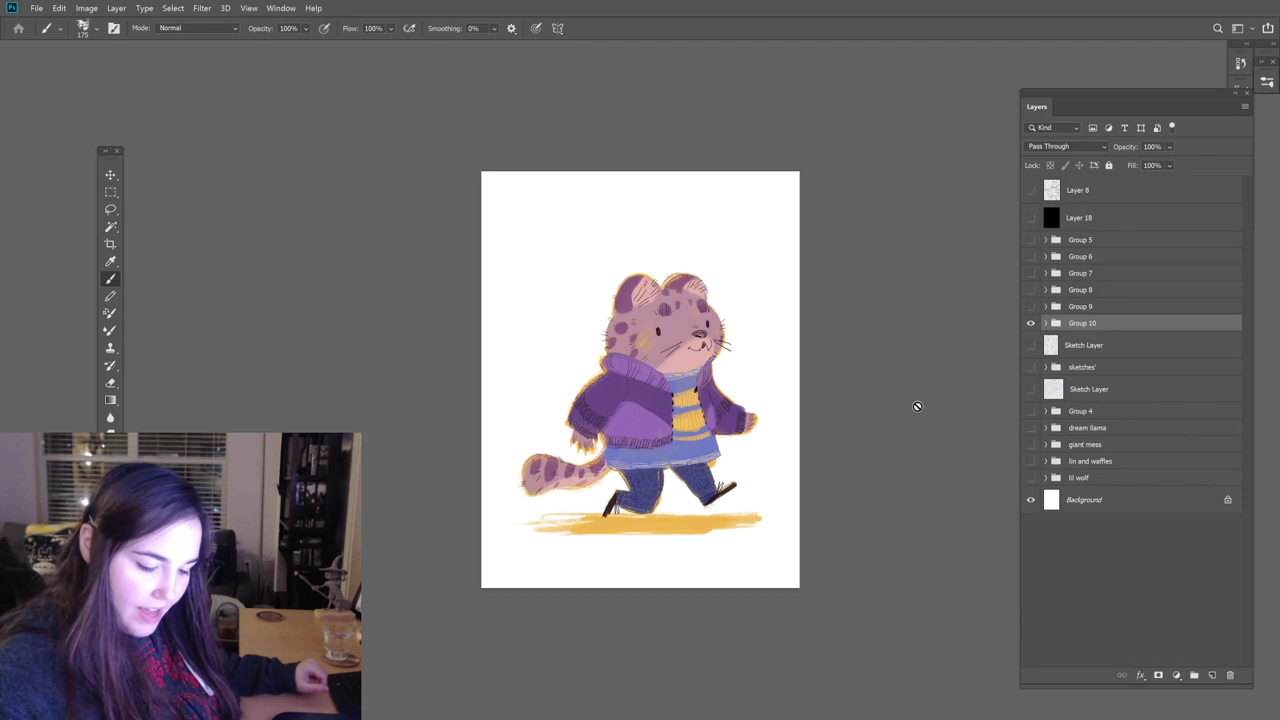 Ps File Edit Image Layer Type Select Filter 3D View Window Help
175 Mode: Normal Opacity: 100% Flow: 100% Smoothing: 0%
Layers
Kind
Pass Through Opacity: 100%
Lock: Fill: 100%
Layer 8
Layer 18
Group 5
Group 6
Group 7
Group 8
Group 9
Group 10
Sketch Layer
sketches'
Sketch Layer
Group 4
dream llama
giant mess
lin and waffles
lil wolf
Background
fx